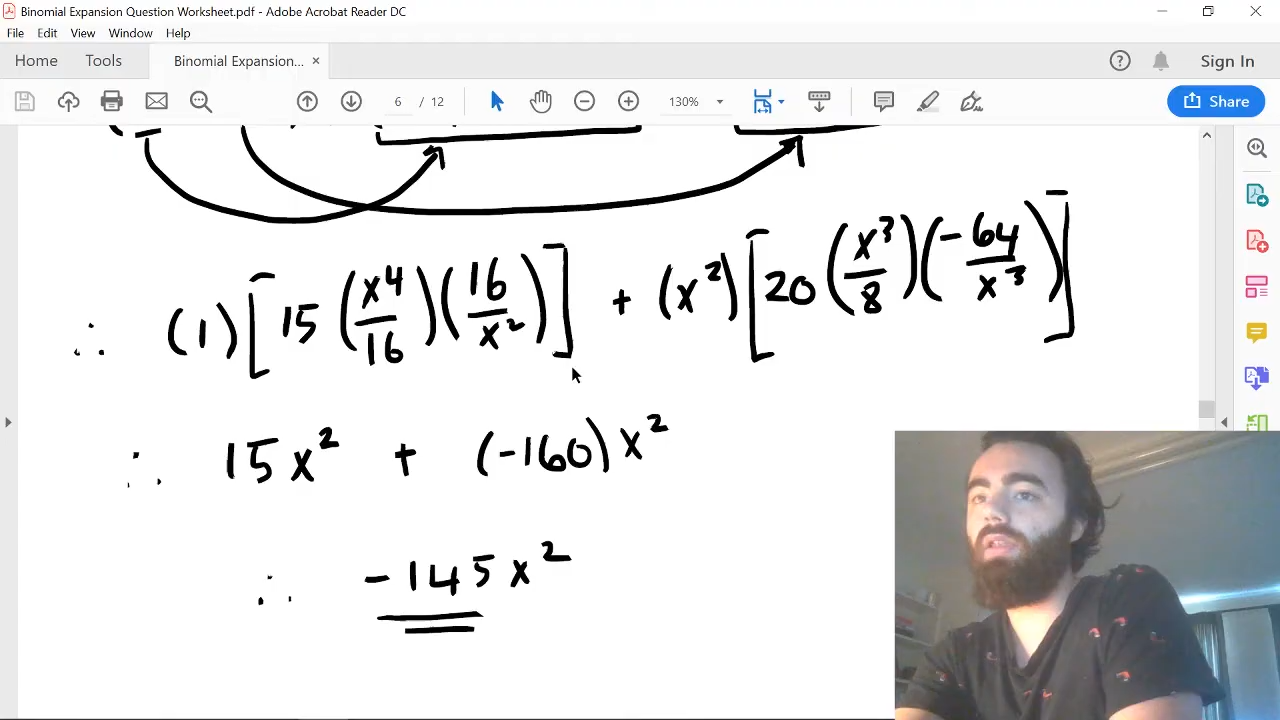 Binomial Expansion Question Worksheet.pdf - Adobe Acrobat Reader DC
File Edit View Window Help
Home Tools Binomial Expansion... × Sign In
6 / 12 130% Share
∴ (1)[15(x⁴/16)(16/x²)] + (x²)[20(x³/8)(-64/x³)]
∴ 15x² + (-160)x²
∴ -145x²